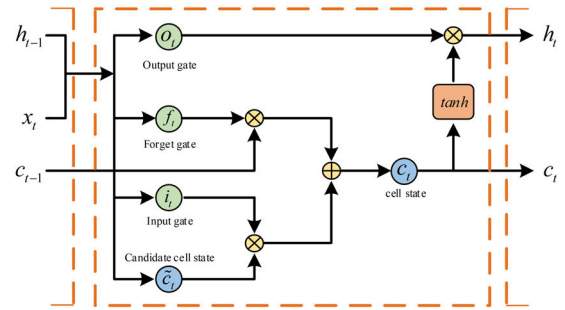 h_{t-1}
o_t
⊗
h_t
Output gate
x_t
tanh
f_t
⊗
Forget gate
c_{t-1}
⊕
c_t
c_t
cell state
i_t
Input gate
⊗
Candidate cell state
c̃_t